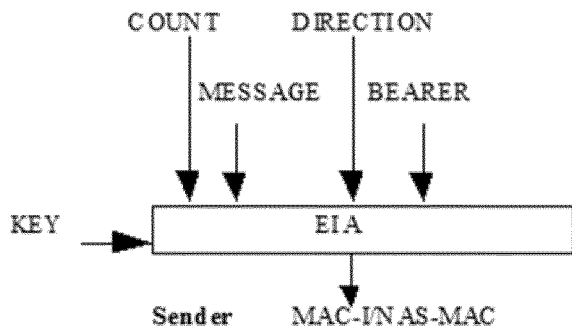 COUNT DIRECTION
MESSAGE BEARER
KEY EIA
Sender MAC-I/NAS-MAC